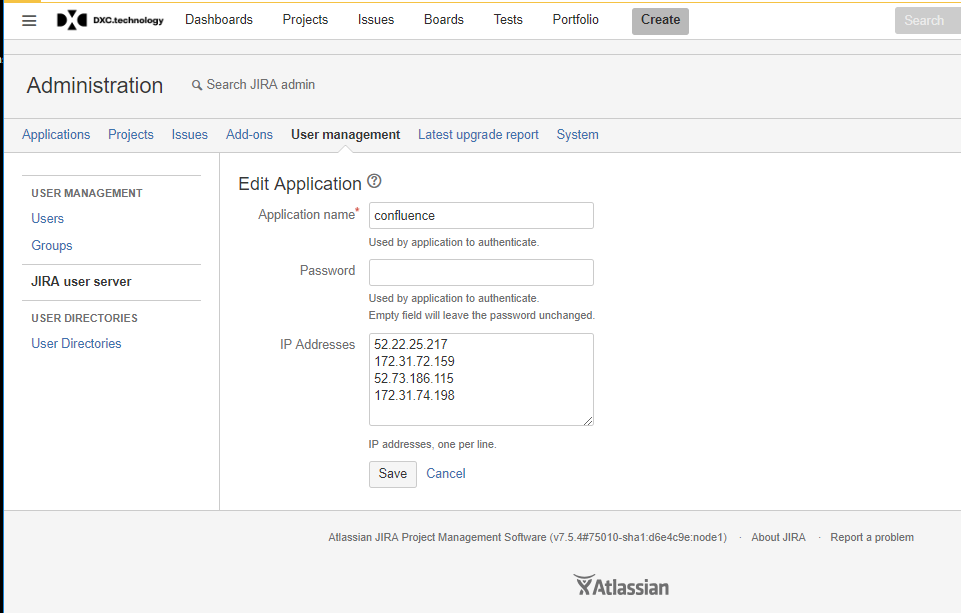 DXC.technology Dashboards Projects Issues Boards Tests Portfolio Create Search
Administration Search JIRA admin
Applications Projects Issues Add-ons User management Latest upgrade report System
USER MANAGEMENT
Users
Groups
JIRA user server
USER DIRECTORIES
User Directories
Edit Application
Application name* confluence
Used by application to authenticate.
Password
Used by application to authenticate.
Empty field will leave the password unchanged.
IP Addresses 52.22.25.217
172.31.72.159
52.73.186.115
172.31.74.198
IP addresses, one per line.
Save Cancel
Atlassian JIRA Project Management Software (v7.5.4#75010-sha1:d6e4c9e:node1) · About JIRA · Report a problem
Atlassian